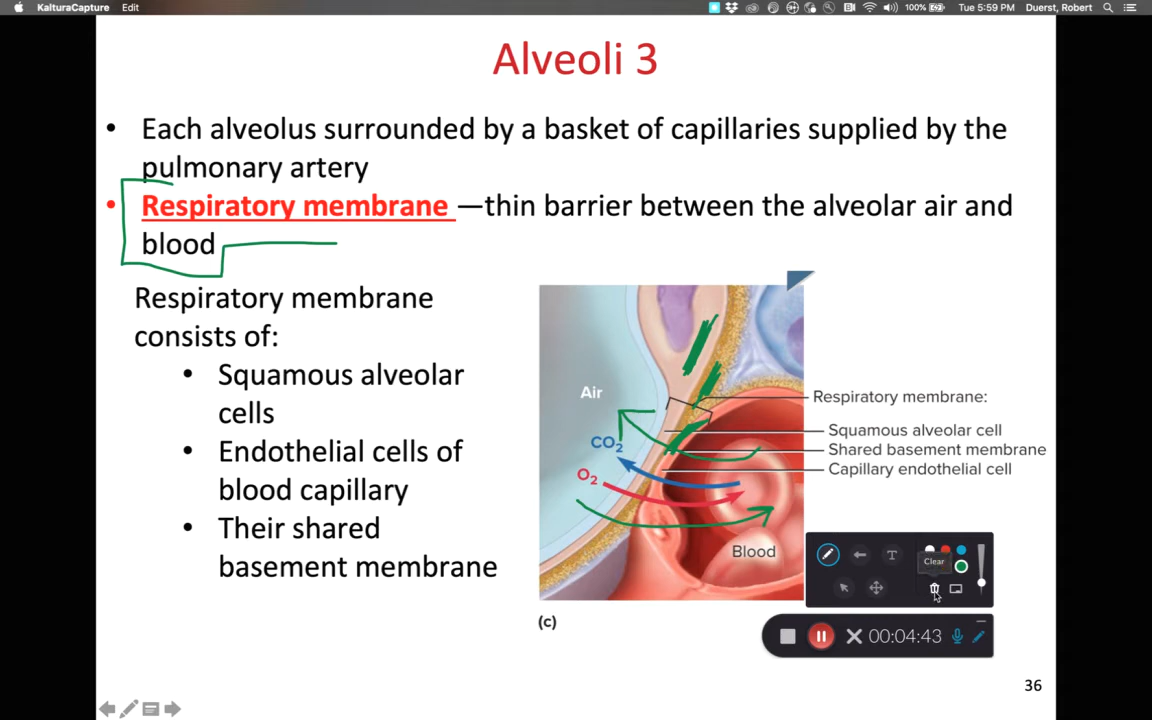 KalturaCapture Edit
100% Tue 5:59 PM Duerst, Robert
Alveoli 3
• Each alveolus surrounded by a basket of capillaries supplied by the
pulmonary artery
• Respiratory membrane —thin barrier between the alveolar air and
blood
Respiratory membrane
consists of:
• Squamous alveolar
cells
• Endothelial cells of
blood capillary
• Their shared
basement membrane
Air
CO2
O2
Blood
Respiratory membrane:
Squamous alveolar cell
Shared basement membrane
Capillary endothelial cell
(c)
T
Clear
00:04:43
36